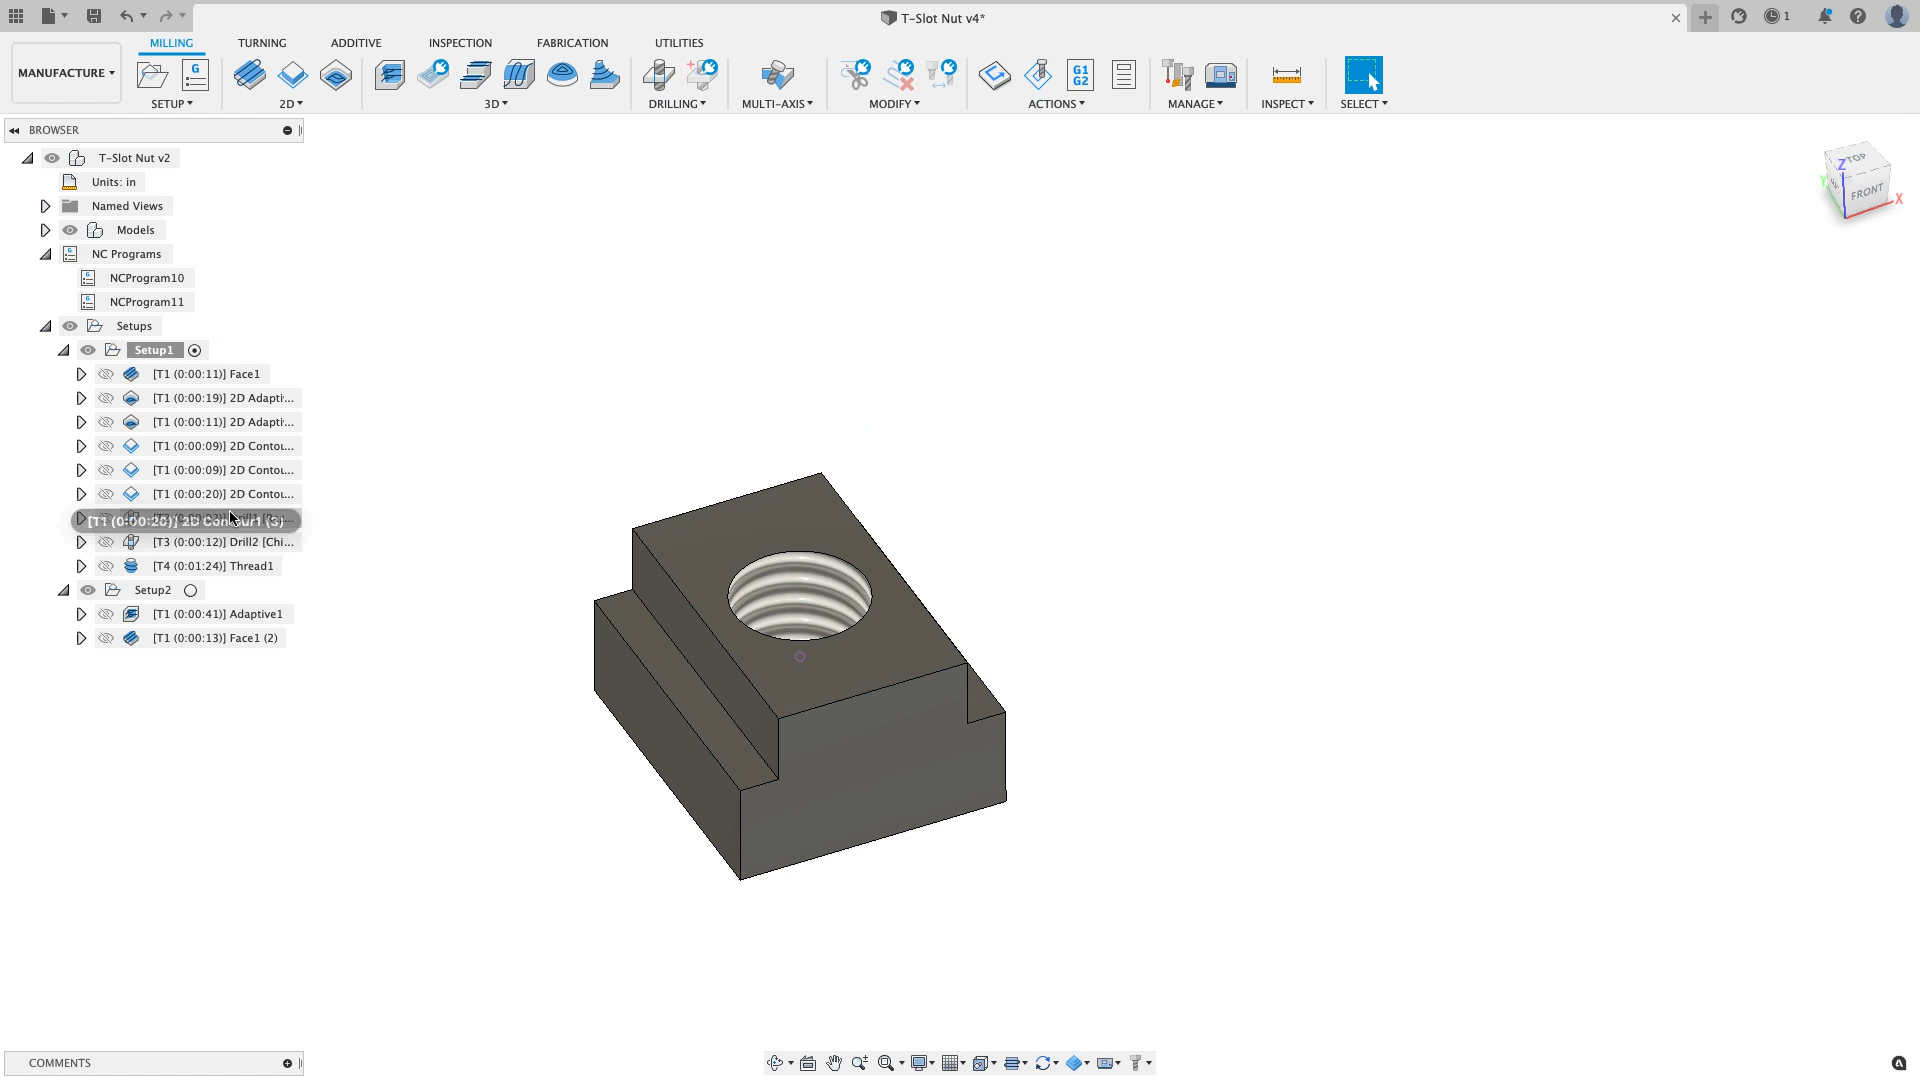 T-Slot Nut v4*
1
MANUFACTURE
MILLING
TURNING
ADDITIVE
INSPECTION
FABRICATION
UTILITIES
G
G1
G2
SETUP
2D
3D
DRILLING
MULTI-AXIS
MODIFY
ACTIONS
MANAGE
INSPECT
SELECT
BROWSER
T-Slot Nut v2
Units: in
Named Views
Models
NC Programs
NCProgram10
NCProgram11
Setups
Setup1
[T1 (0:00:11)] Face1
[T1 (0:00:19)] 2D Adapti...
[T1 (0:00:11)] 2D Adapti...
[T1 (0:00:09)] 2D Contou...
[T1 (0:00:09)] 2D Contou...
[T1 (0:00:20)] 2D Contou...
[T1 (0:00:20)] 2D Contour1 (3)
[T3 (0:00:12)] Drill2 [Chi...
[T4 (0:01:24)] Thread1
Setup2
[T1 (0:00:41)] Adaptive1
[T1 (0:00:13)] Face1 (2)
TOP
FRONT
Z
Y
X
COMMENTS